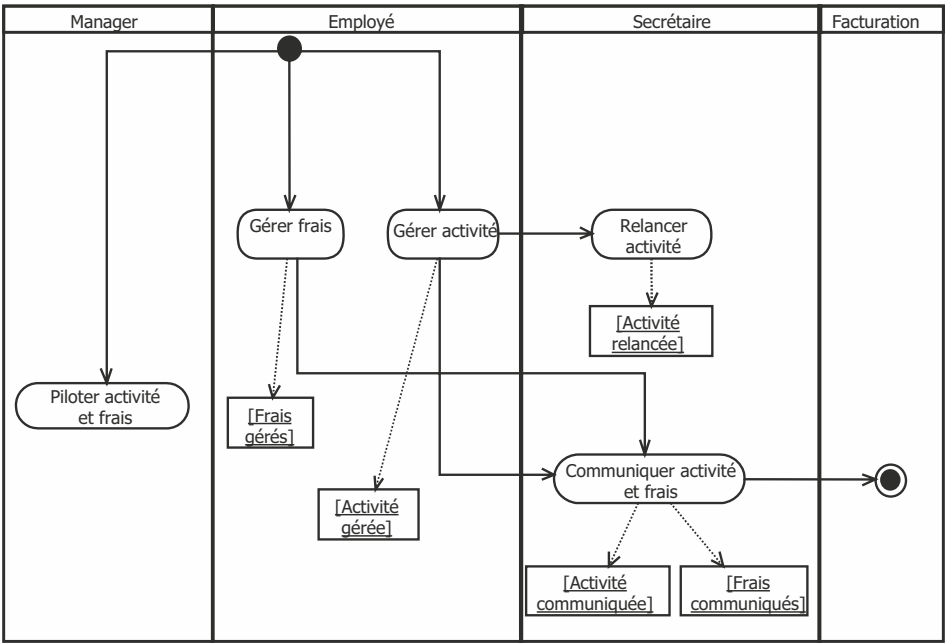 Manager
Employé
Secrétaire
Facturation
Gérer frais
Gérer activité
Relancer
activité
[Activité
relancée]
Piloter activité
et frais
[Frais
gérés]
Communiquer activité
et frais
[Activité
gérée]
[Activité
communiquée]
[Frais
communiqués]